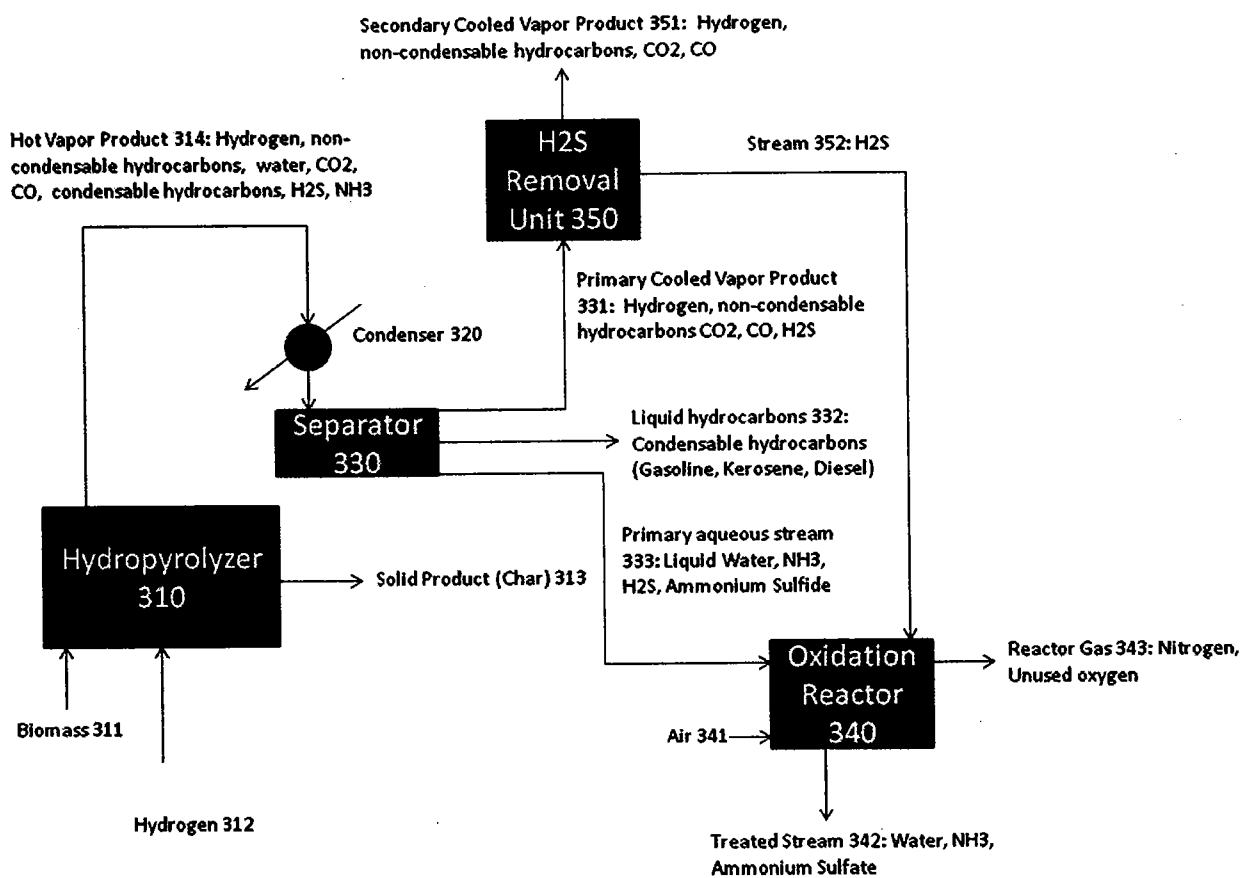 Secondary Cooled Vapor Product 351: Hydrogen,
non-condensable hydrocarbons, CO2, CO
H2S
Removal
Unit 350
Stream 352: H2S
Hot Vapor Product 314: Hydrogen, non-
condensable hydrocarbons, water, CO2,
CO, condensable hydrocarbons, H2S, NH3
Primary Cooled Vapor Product
331: Hydrogen, non-condensable
hydrocarbons CO2, CO, H2S
Condenser 320
Separator
330
Liquid hydrocarbons 332:
Condensable hydrocarbons
(Gasoline, Kerosene, Diesel)
Hydropyrolyzer
310
Solid Product (Char) 313
Primary aqueous stream
333: Liquid Water, NH3,
H2S, Ammonium Sulfide
Oxidation
Reactor
340
Reactor Gas 343: Nitrogen,
Unused oxygen
Biomass 311
Air 341
Hydrogen 312
Treated Stream 342: Water, NH3,
Ammonium Sulfate